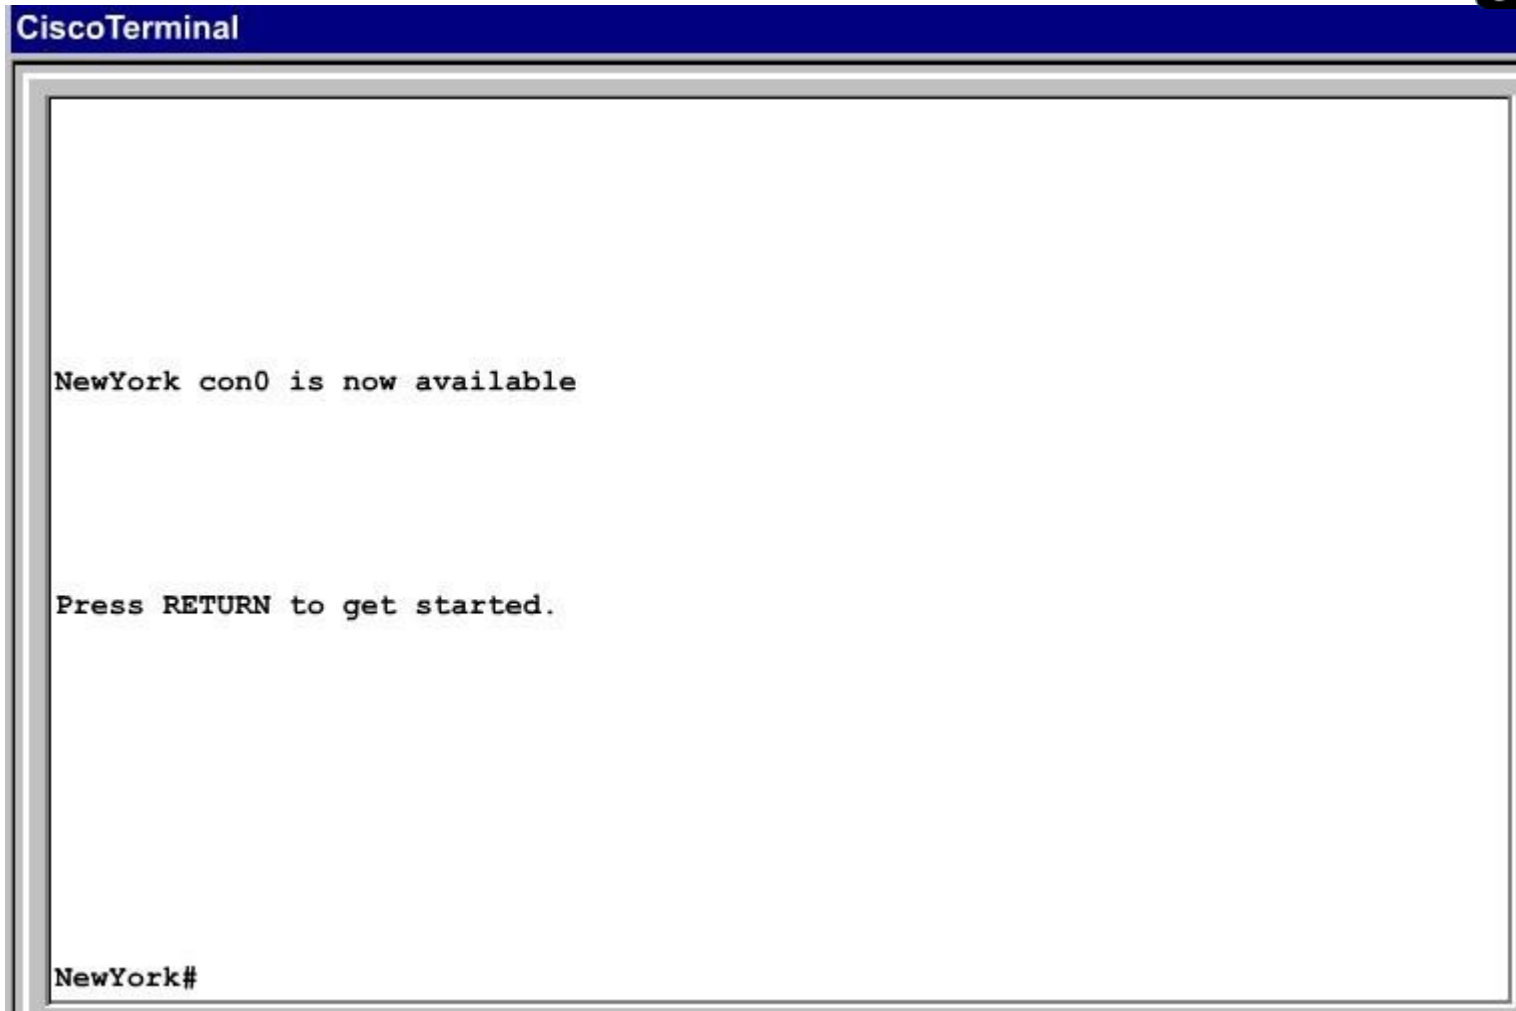 CiscoTerminal
NewYork con0 is now available
Press RETURN to get started.
NewYork#